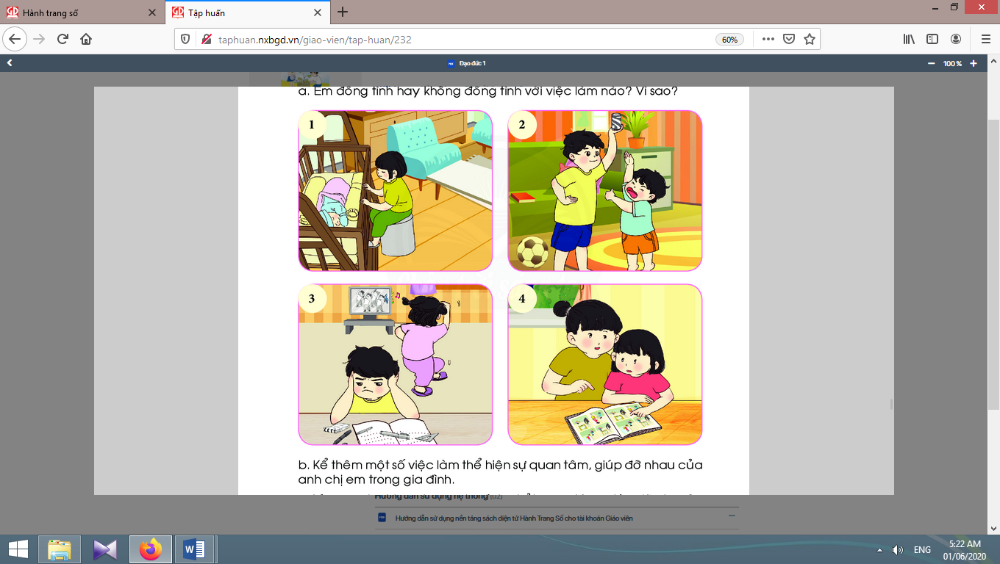 Hành trang số
Tập huấn
taphuan.nxbgd.vn/giao-vien/tap-huan/232
60%
Đạo đức 1
100%
a. Em đồng tình hay không đồng tình với việc làm nào? Vì sao?
1
2
3
4
b. Kể thêm một số việc làm thể hiện sự quan tâm, giúp đỡ nhau của
anh chị em trong gia đình.
Hướng dẫn sử dụng hệ thống (02)
Hướng dẫn sử dụng nền tảng sách điện tử Hành Trang Số cho tài khoản Giáo viên
ENG
5:22 AM
01/06/2020